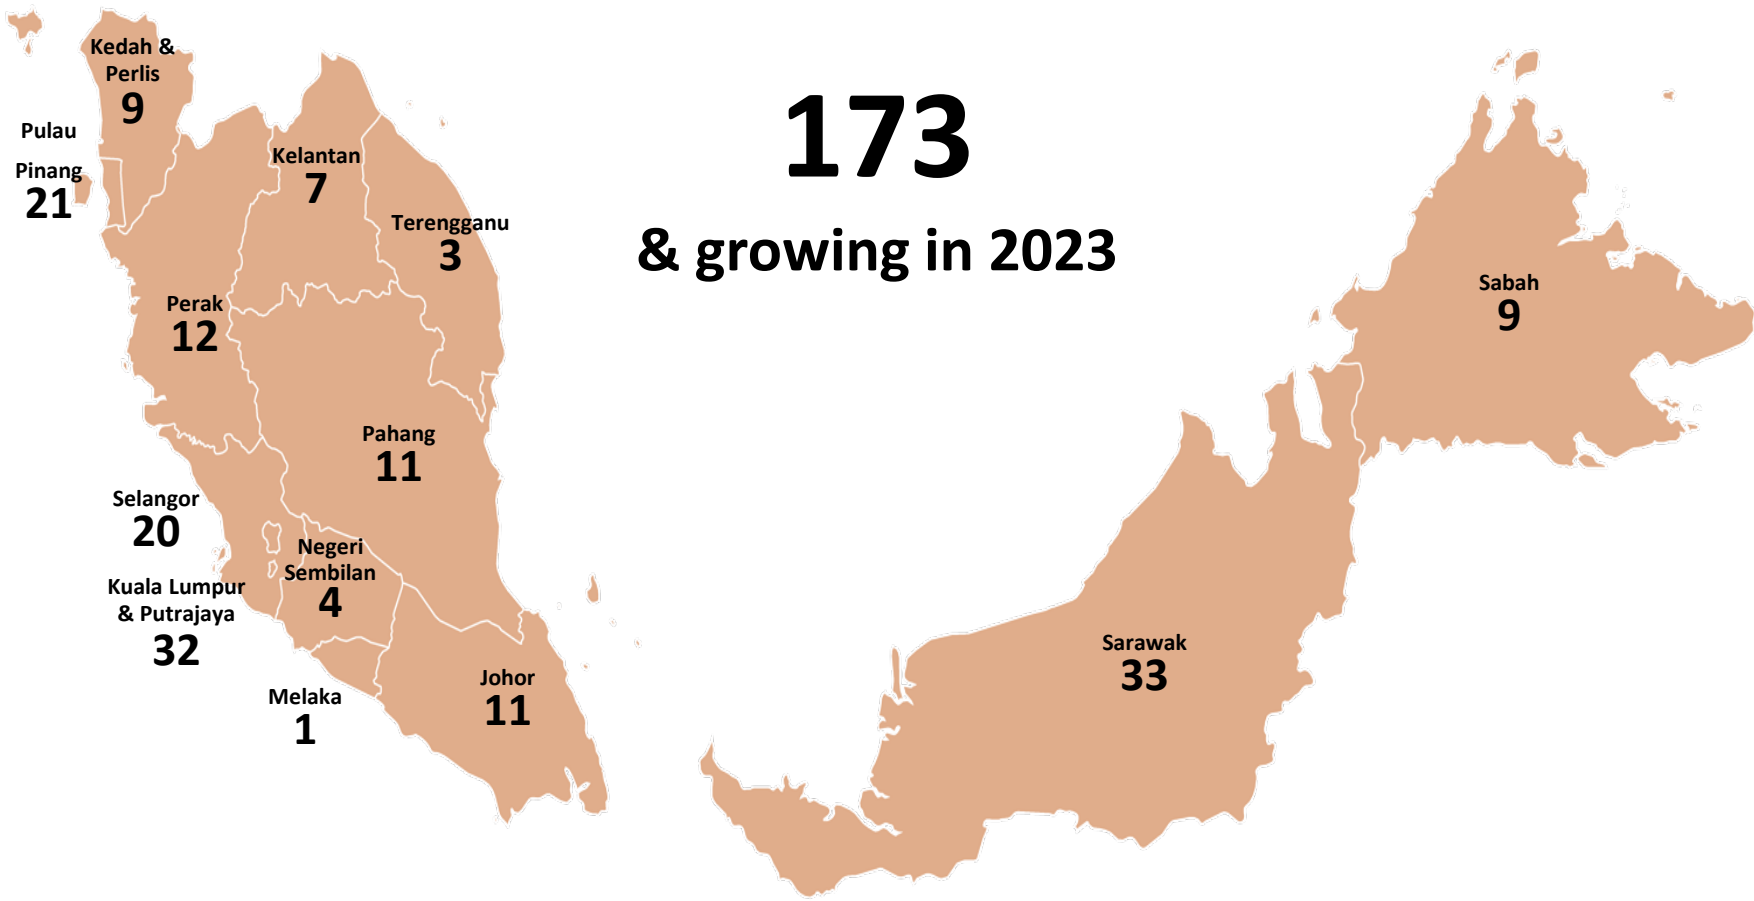 Kedah &
Perlis
9
Pulau
Pinang
21
Kelantan
7
Terengganu
3
Perak
12
Pahang
11
Selangor
20
Kuala Lumpur
& Putrajaya
32
Negeri
Sembilan
4
Melaka
1
Johor
11
173
& growing in 2023
Sabah
9
Sarawak
33